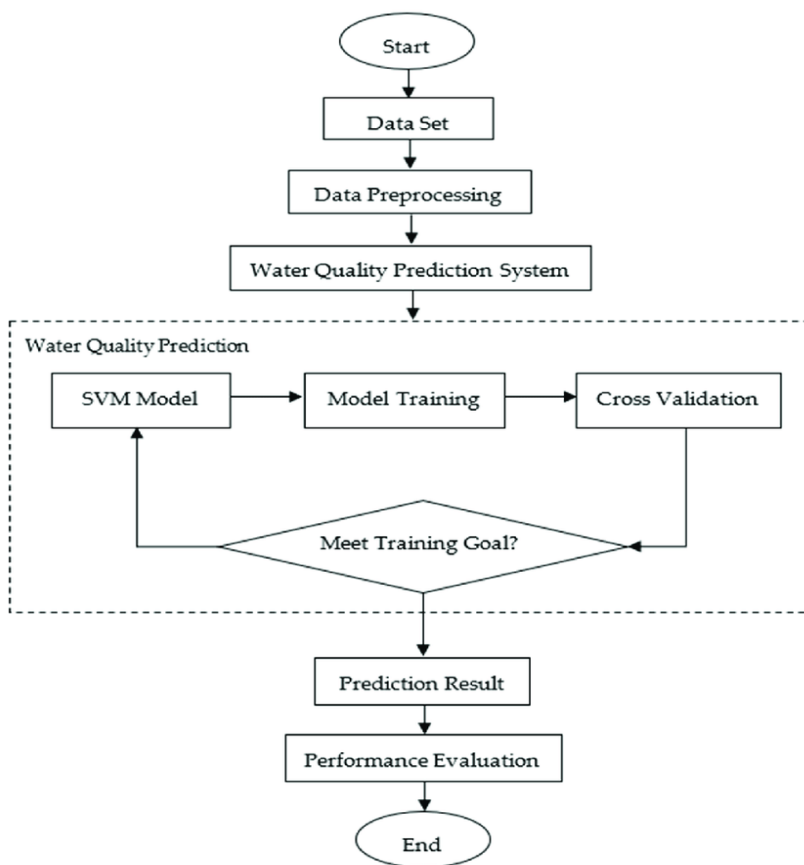 Start
Data Set
Data Preprocessing
Water Quality Prediction System
Water Quality Prediction
SVM Model
Model Training
Cross Validation
Meet Training Goal?
Prediction Result
Performance Evaluation
End